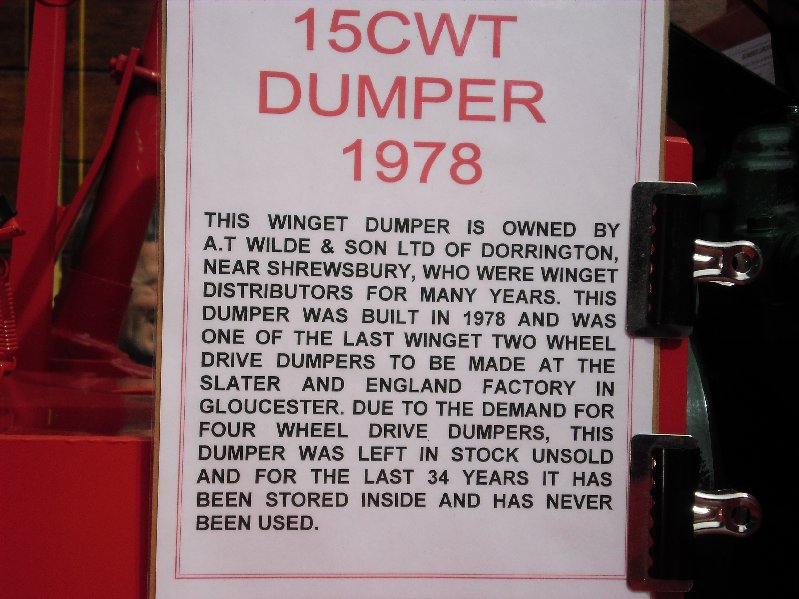 15CWT
DUMPER
1978
THIS WINGET DUMPER IS OWNED BY
A.T WILDE & SON LTD OF DORRINGTON,
NEAR SHREWSBURY, WHO WERE WINGET
DISTRIBUTORS FOR MANY YEARS. THIS
DUMPER WAS BUILT IN 1978 AND WAS
ONE OF THE LAST WINGET TWO WHEEL
DRIVE DUMPERS TO BE MADE AT THE
SLATER AND ENGLAND FACTORY IN
GLOUCESTER. DUE TO THE DEMAND FOR
FOUR WHEEL DRIVE DUMPERS, THIS
DUMPER WAS LEFT IN STOCK UNSOLD
AND FOR THE LAST 34 YEARS IT HAS
BEEN STORED INSIDE AND HAS NEVER
BEEN USED.